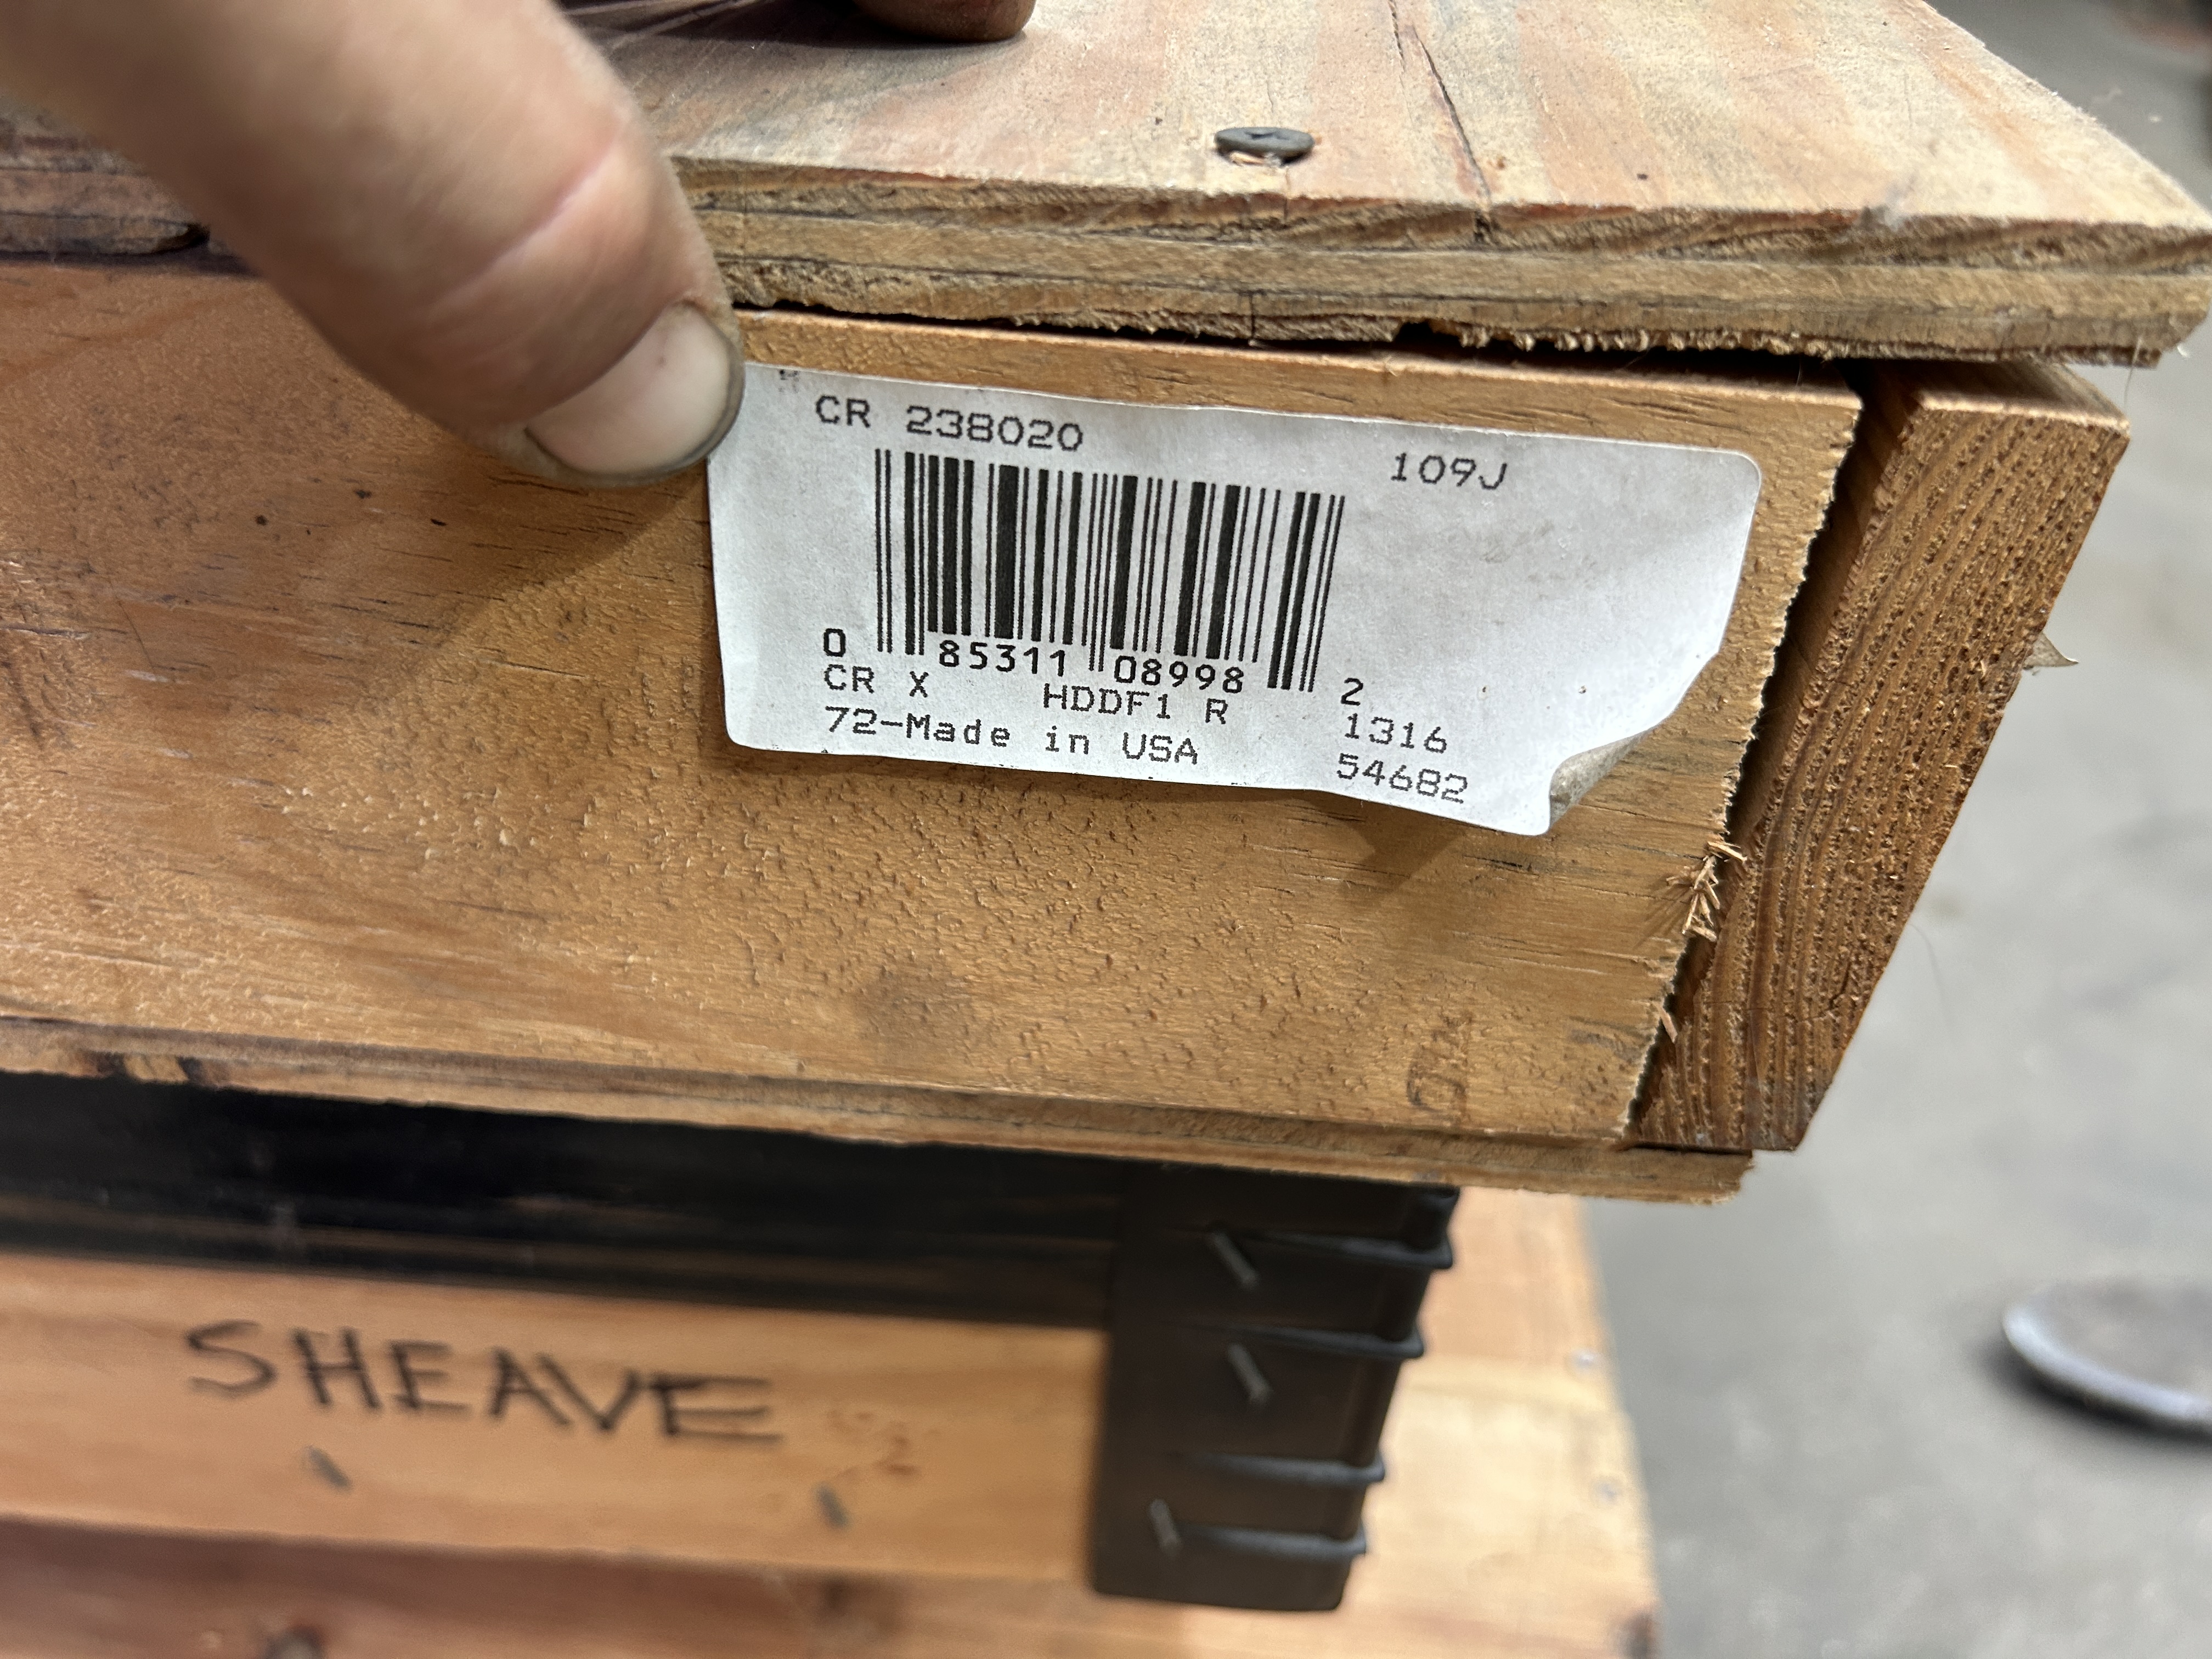 CR 238020
109J
0 85311 08998 2
CR X HDDF1 R 1316
72-Made in USA 54682
SHEAVE